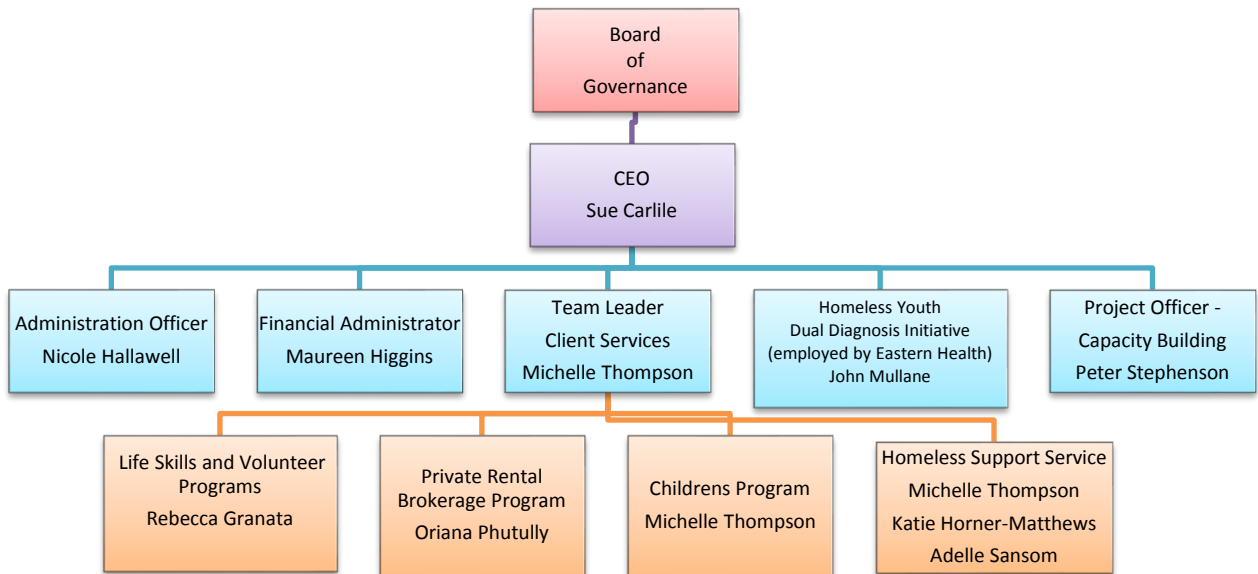 Board
of
Governance
CEO
Sue Carlile
Administration Officer
Nicole Hallawell
Financial Administrator
Maureen Higgins
Team Leader
Client Services
Michelle Thompson
Homeless Youth
Dual Diagnosis Initiative
(employed by Eastern Health)
John Mullane
Project Officer -
Capacity Building
Peter Stephenson
Life Skills and Volunteer
Programs
Rebecca Granata
Private Rental
Brokerage Program
Oriana Phutully
Childrens Program
Michelle Thompson
Homeless Support Service
Michelle Thompson
Katie Horner-Matthews
Adelle Sansom